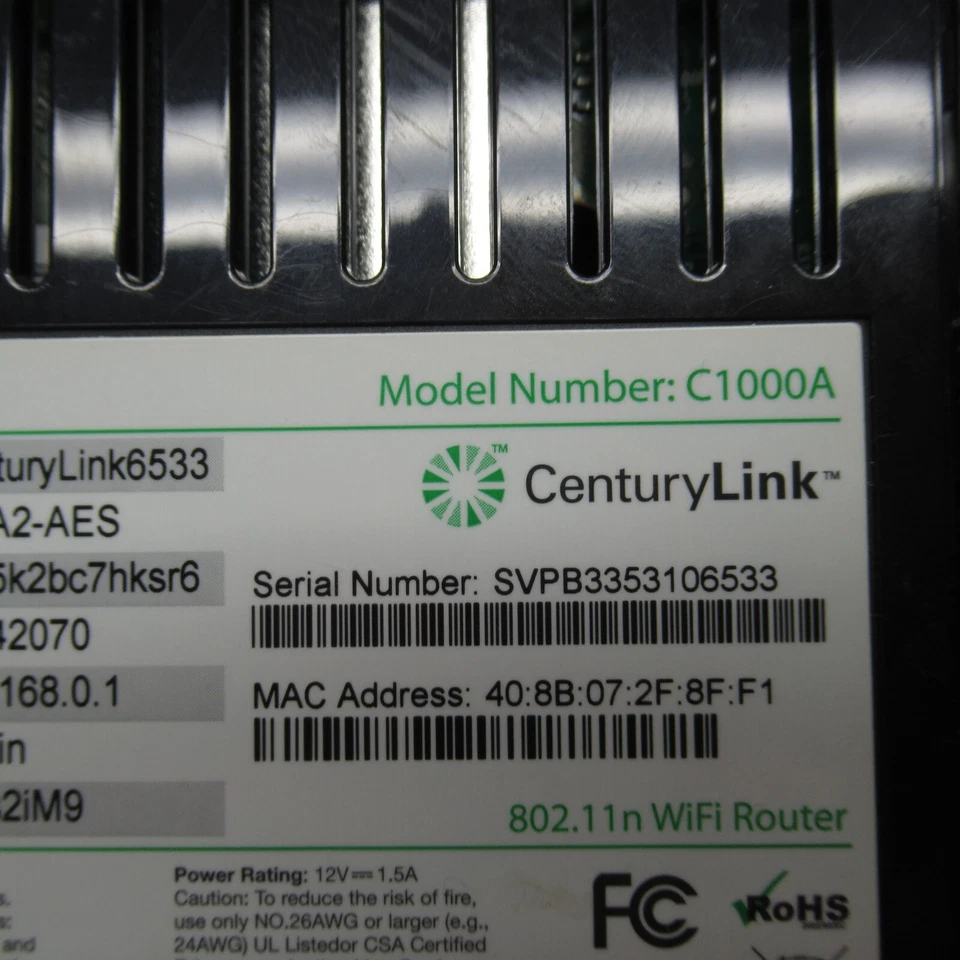 Model Number: C1000A
turyLink6533
CenturyLink™
A2-AES
5k2bc7hksr6
Serial Number: SVPB3353106533
42070
168.0.1
MAC Address: 40:8B:07:2F:8F:F1
in
2iM9
802.11n WiFi Router
Power Rating: 12V⎓1.5A
s. Caution: To reduce the risk of fire,
s: use only NO.26AWG or larger (e.g.,
and 24AWG) UL Listedor CSA Certified
FC
RoHS